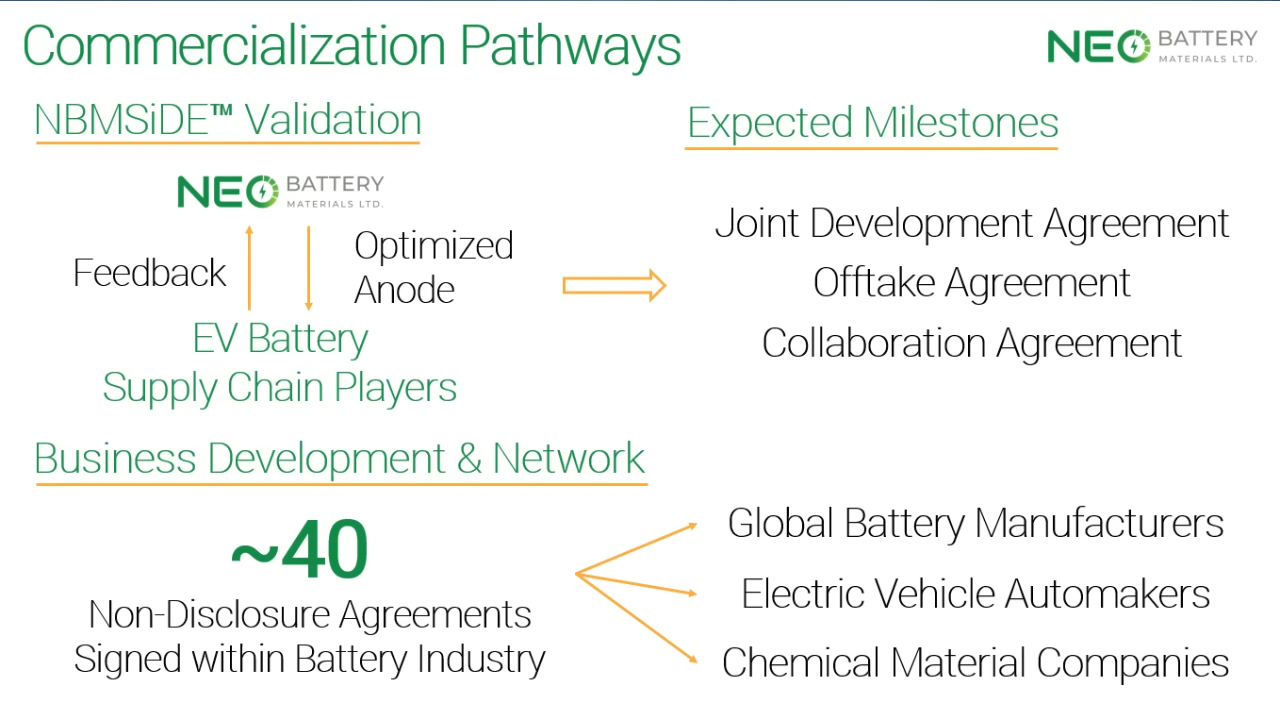 Commercialization Pathways
NEO BATTERY
MATERIALS LTD.
NBMSiDE™ Validation
NEO BATTERY
MATERIALS LTD.
Feedback
Optimized
Anode
EV Battery
Supply Chain Players
Expected Milestones
Joint Development Agreement
Offtake Agreement
Collaboration Agreement
Business Development & Network
~40
Non-Disclosure Agreements
Signed within Battery Industry
Global Battery Manufacturers
Electric Vehicle Automakers
Chemical Material Companies